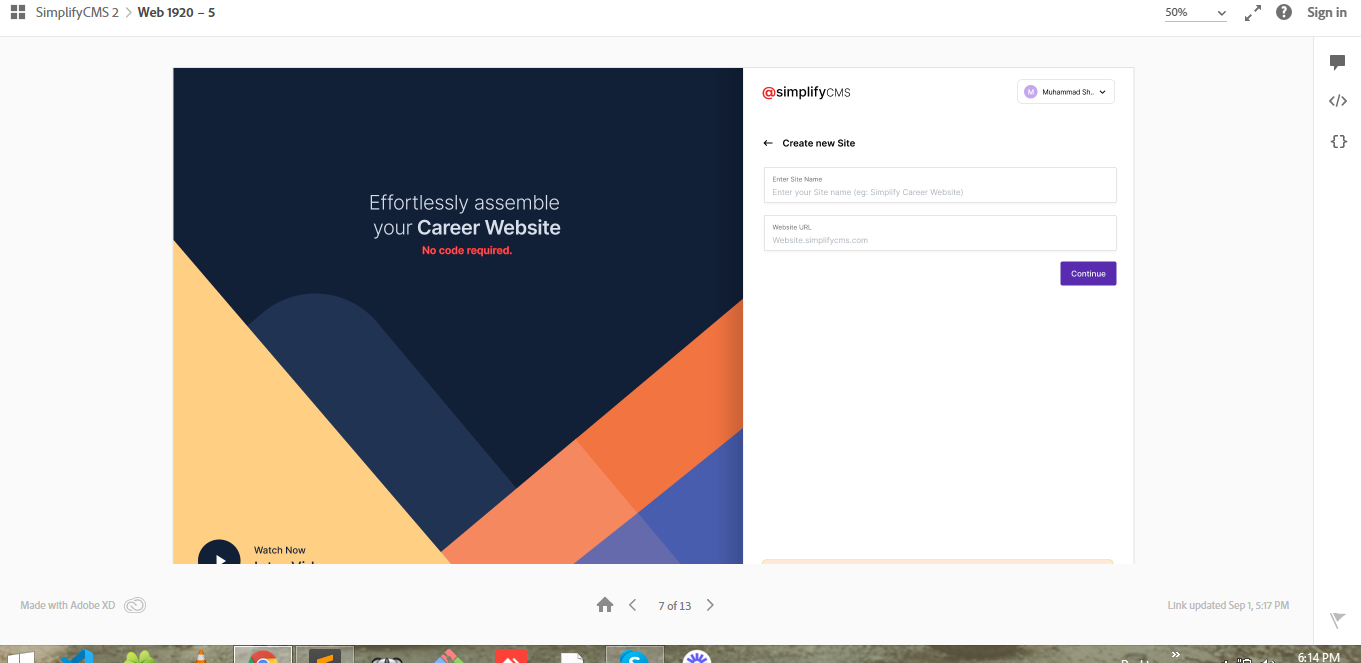 SimplifyCMS 2 > Web 1920 – 5
50%
Sign in
Effortlessly assemble
your Career Website
No code required.
Watch Now
@simplifyCMS
M Muhammad Sh..
Create new Site
Enter Site Name
Enter your Site name (eg: Simplify Career Website)
Website URL
Website.simplifycms.com
Continue
Made with Adobe XD
7 of 13
Link updated Sep 1, 5:17 PM
6:14 PM